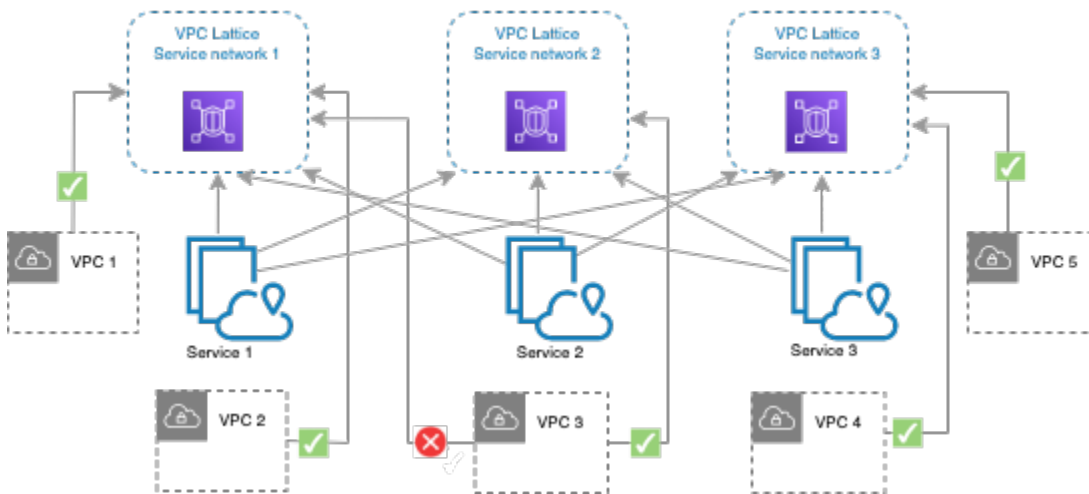 VPC Lattice
Service network 1
VPC Lattice
Service network 2
VPC Lattice
Service network 3
VPC 1
VPC 5
Service 1
Service 2
Service 3
VPC 2
VPC 3
VPC 4